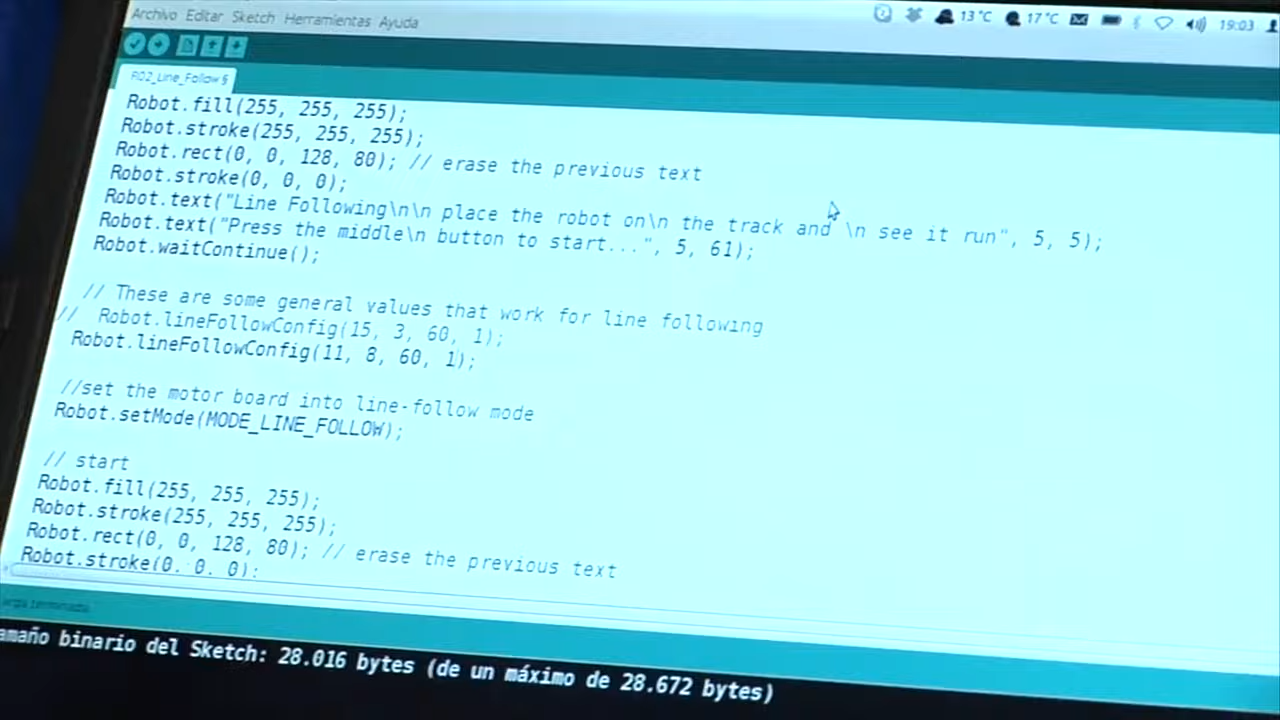 Archivo Editar Sketch Herramientas Ayuda
13 °C 17 °C 19:03
R02_Line_Follow §
Robot.fill(255, 255, 255);
Robot.stroke(255, 255, 255);
Robot.rect(0, 0, 128, 80); // erase the previous text
Robot.stroke(0, 0, 0);
Robot.text("Line Following\n\n place the robot on\n the track and \n see it run", 5, 5);
Robot.text("Press the middle\n button to start...", 5, 61);
Robot.waitContinue();
// These are some general values that work for line following
// Robot.lineFollowConfig(15, 3, 60, 1);
Robot.lineFollowConfig(11, 8, 60, 1);
//set the motor board into line-follow mode
Robot.setMode(MODE_LINE_FOLLOW);
// start
Robot.fill(255, 255, 255);
Robot.stroke(255, 255, 255);
Robot.rect(0, 0, 128, 80); // erase the previous text
Robot.stroke(0, 0, 0);
arga terminada
amaño binario del Sketch: 28.016 bytes (de un máximo de 28.672 bytes)